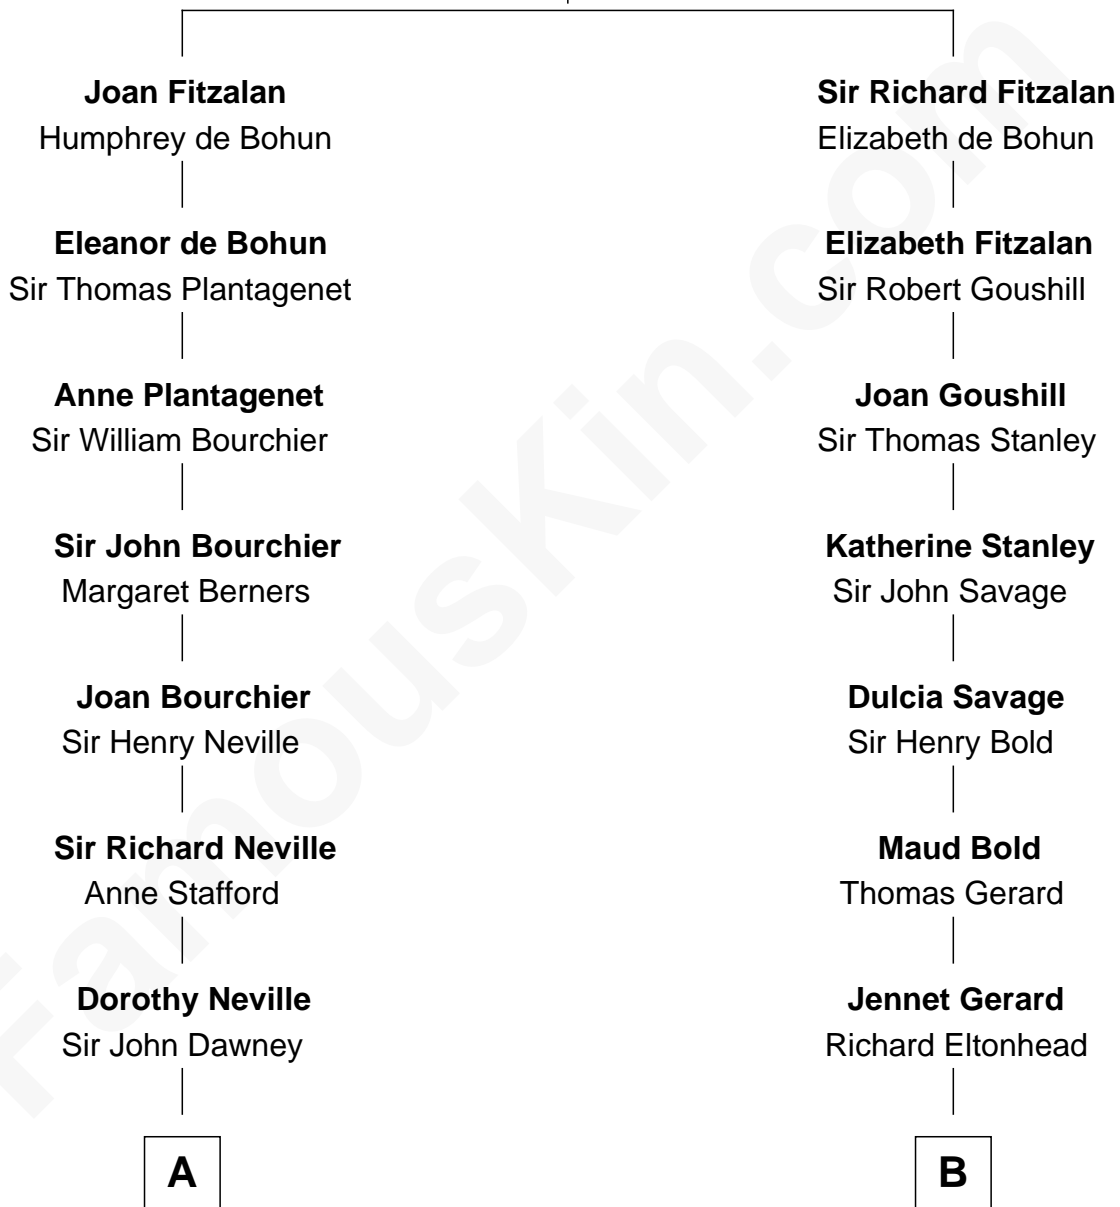 Joan Fitzalan
Humphrey de Bohun
Eleanor de Bohun
Sir Thomas Plantagenet
Anne Plantagenet
Sir William Bourchier
Sir John Bourchier
Margaret Berners
Joan Bourchier
Sir Henry Neville
Sir Richard Neville
Anne Stafford
Dorothy Neville
Sir John Dawney
A
Sir Richard Fitzalan
Elizabeth de Bohun
Elizabeth Fitzalan
Sir Robert Goushill
Joan Goushill
Sir Thomas Stanley
Katherine Stanley
Sir John Savage
Dulcia Savage
Sir Henry Bold
Maud Bold
Thomas Gerard
Jennet Gerard
Richard Eltonhead
B
FamousKin.com